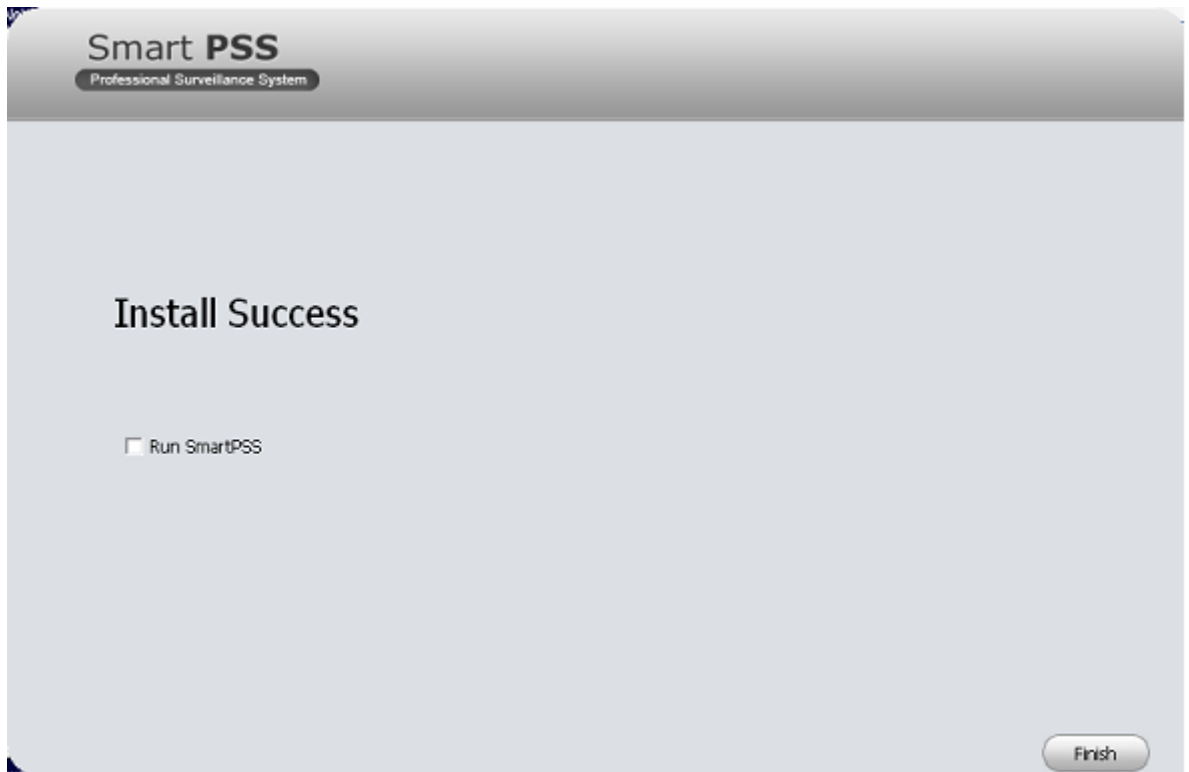 Smart PSS
Professional Surveillance System
Install Success
Run SmartPSS
Finish